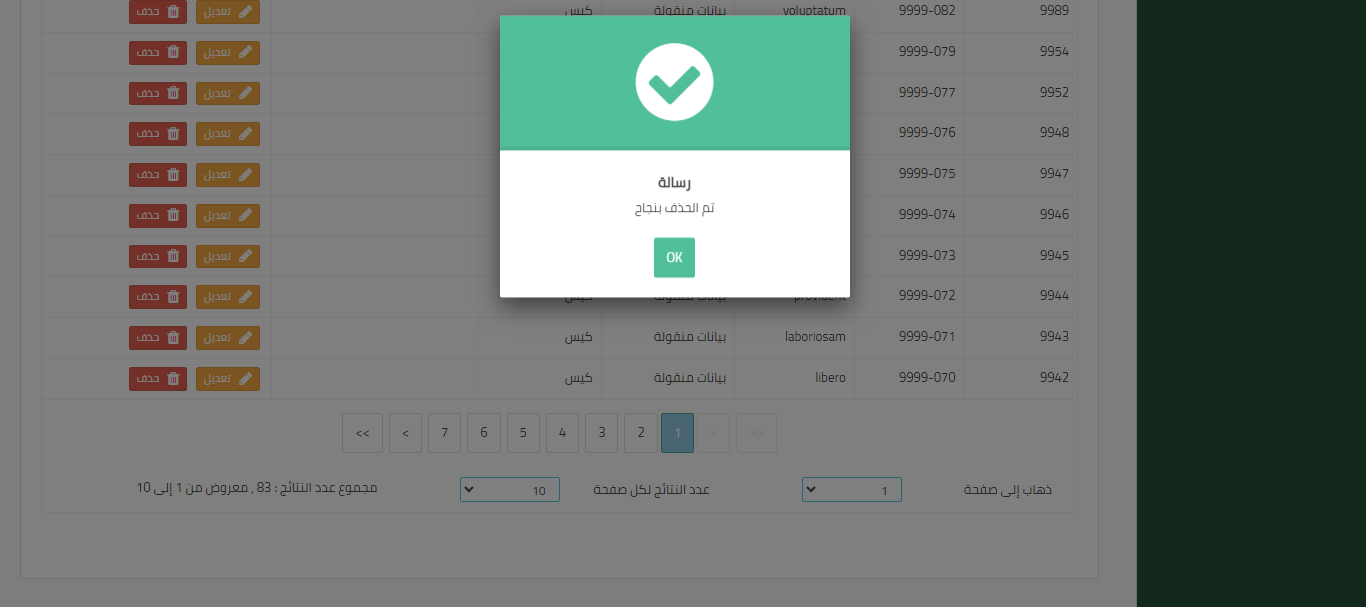 9989 9999-082 voluptatum بيانات منقولة كيس تعديل حذف
9954 9999-079 تعديل حذف
9952 9999-077 تعديل حذف
9948 9999-076 تعديل حذف
9947 9999-075 تعديل حذف
9946 9999-074 تعديل حذف
9945 9999-073 تعديل حذف
9944 9999-072 provident بيانات منقولة كيس تعديل حذف
9943 9999-071 laboriosam بيانات منقولة كيس تعديل حذف
9942 9999-070 libero بيانات منقولة كيس تعديل حذف
رسالة
تم الحذف بنجاح
OK
<< < 7 6 5 4 3 2 1 > >>
ذهاب إلى صفحة 1 عدد النتائج لكل صفحة 10 مجموع عدد النتائج : 83 , معروض من 1 إلى 10